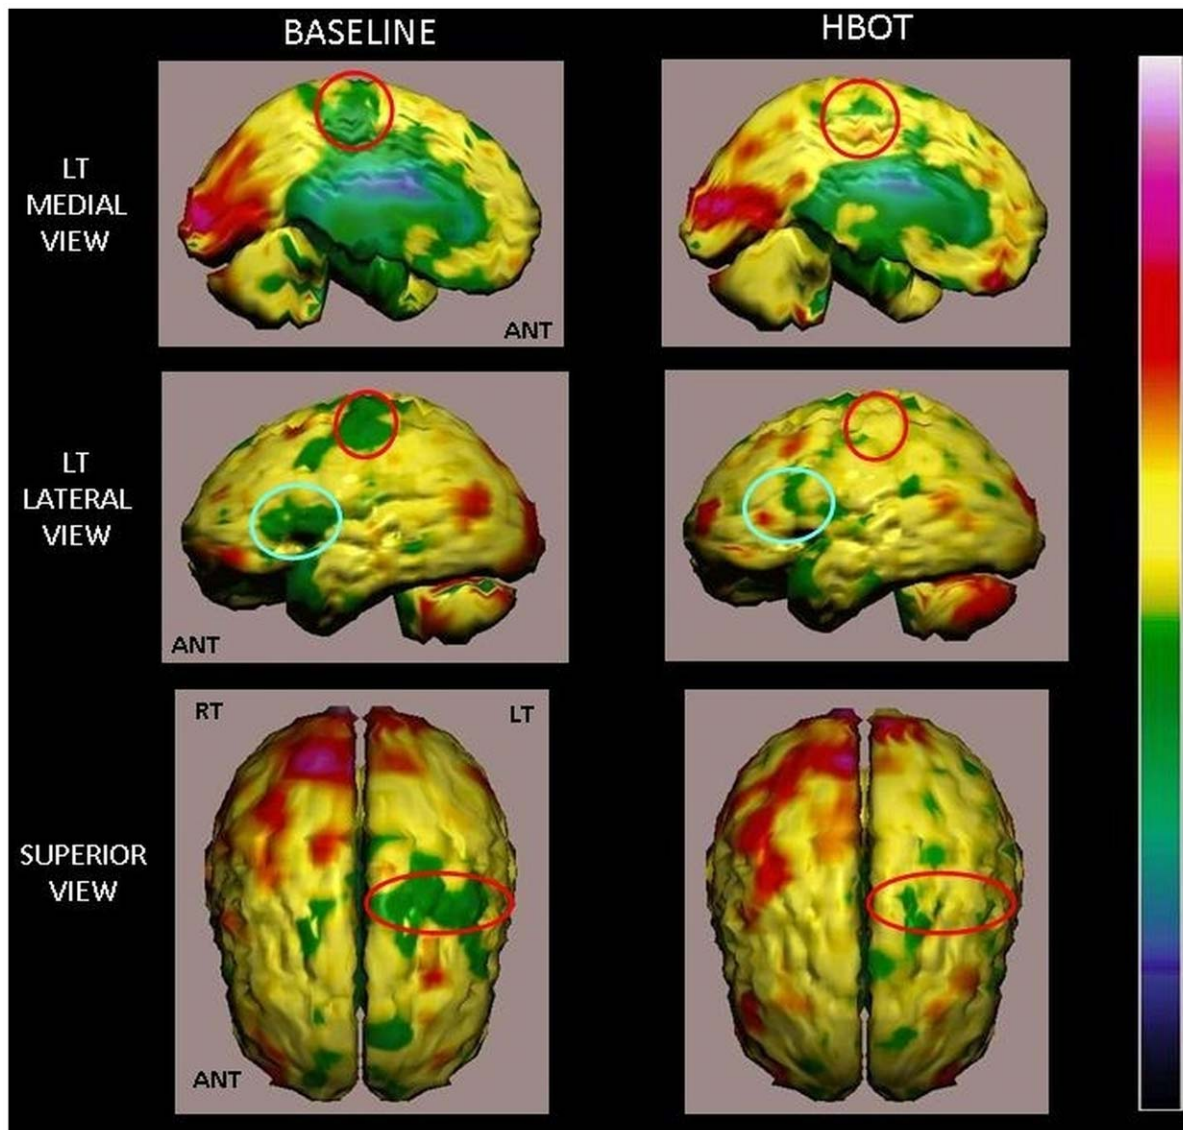 BASELINE
HBOT
LT
MEDIAL
VIEW
ANT
LT
LATERAL
VIEW
ANT
RT
LT
SUPERIOR
VIEW
ANT